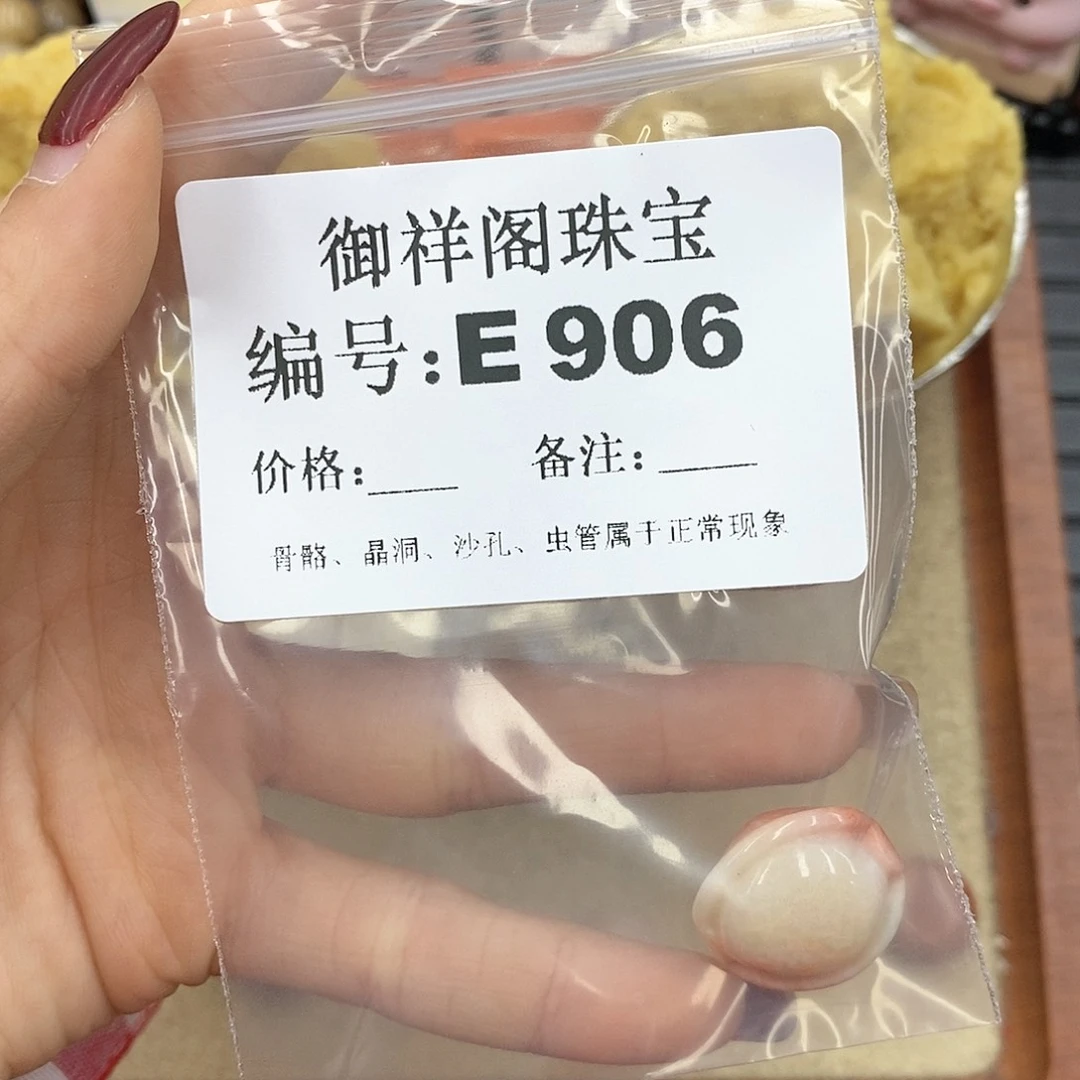 御祥阁珠宝
编号:E906
价格:____ 备注:____
骨骼、晶洞、沙孔、虫管属于正常现象